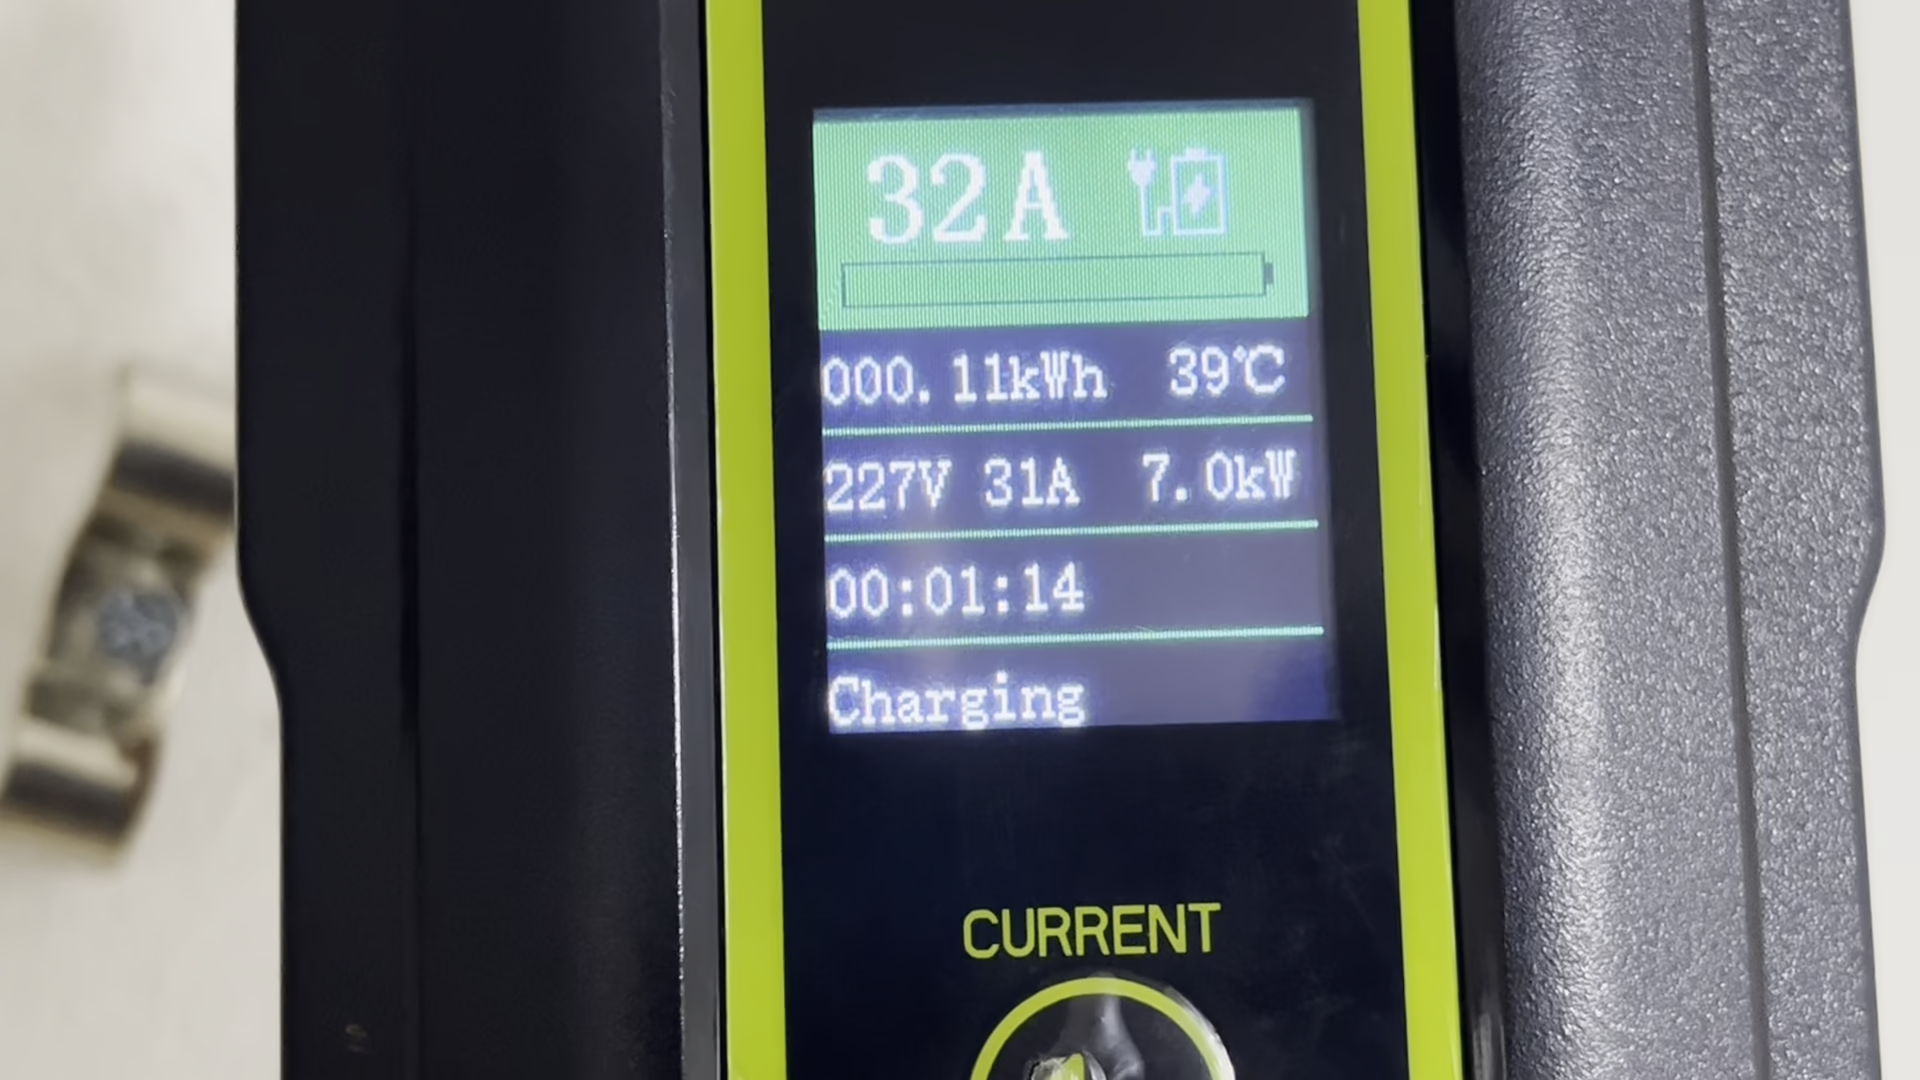 32A
000.11kWh 39℃
227V 31A 7.0kW
00:01:14
Charging
CURRENT